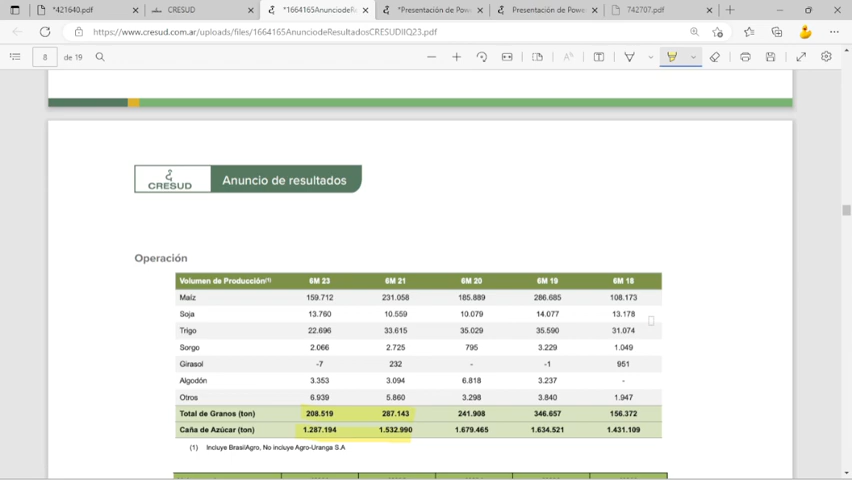 *421640.pdf
CRESUD
*1664165AnunciodeRe
*Presentación de Pow
Presentación de Powe
742707.pdf
https://www.cresud.com.ar/uploads/files/1664165AnunciodeResultadosCRESUDIIQ23.pdf
8 de 19
CRESUD
Anuncio de resultados
Operación
Volumen de Producción(1) 6M 23 6M 21 6M 20 6M 19 6M 18
Maíz 159.712 231.058 185.889 286.685 108.173
Soja 13.760 10.559 10.079 14.077 13.178
Trigo 22.696 33.615 35.029 35.590 31.074
Sorgo 2.066 2.725 795 3.229 1.049
Girasol -7 232 - -1 951
Algodón 3.353 3.094 6.818 3.237 -
Otros 6.939 5.860 3.298 3.840 1.947
Total de Granos (ton) 208.519 287.143 241.908 346.657 156.372
Caña de Azúcar (ton) 1.287.194 1.532.990 1.679.465 1.634.521 1.431.109
(1) Incluye BrasilAgro, No incluye Agro-Uranga S.A